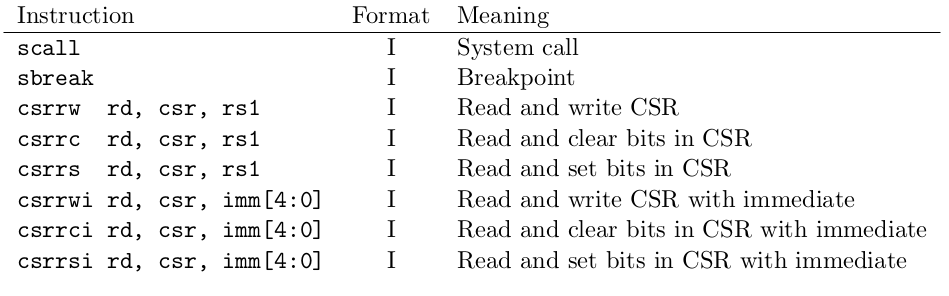 Instruction Format Meaning
scall I System call
sbreak I Breakpoint
csrrw rd, csr, rs1 I Read and write CSR
csrrc rd, csr, rs1 I Read and clear bits in CSR
csrrs rd, csr, rs1 I Read and set bits in CSR
csrrwi rd, csr, imm[4:0] I Read and write CSR with immediate
csrrci rd, csr, imm[4:0] I Read and clear bits in CSR with immediate
csrrsi rd, csr, imm[4:0] I Read and set bits in CSR with immediate